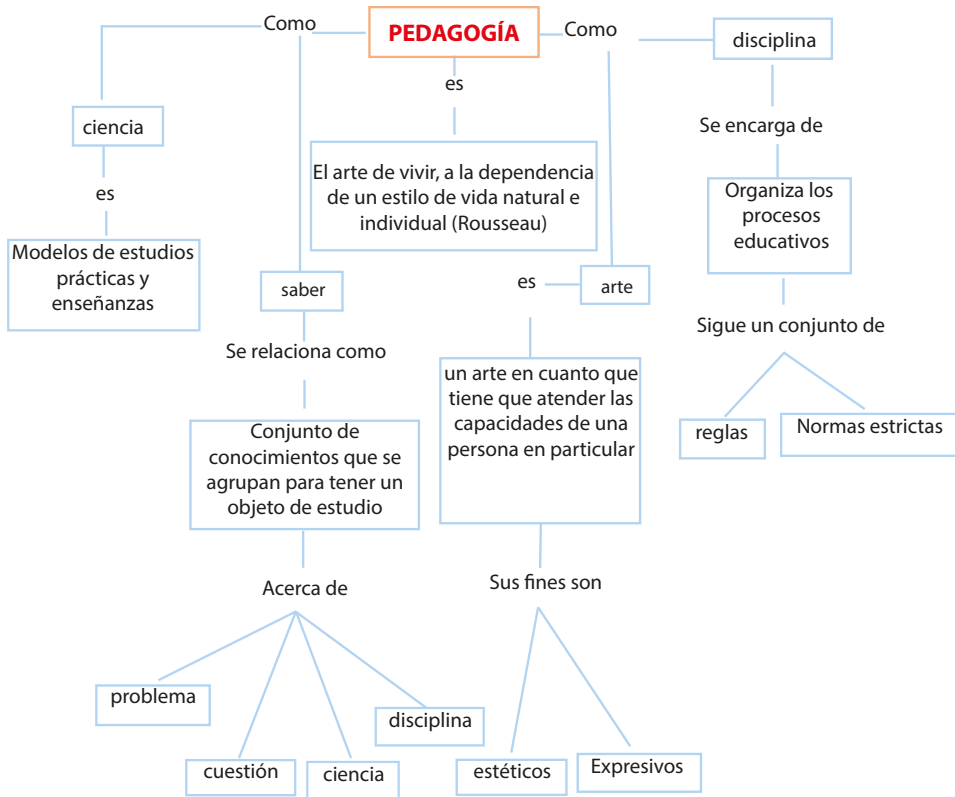 Como
PEDAGOGÍA
Como
disciplina
es
ciencia
Se encarga de
es
El arte de vivir, a la dependencia
de un estilo de vida natural e
individual (Rousseau)
Organiza los
procesos
educativos
Modelos de estudios
prácticas y
enseñanzas
saber
es
arte
Sigue un conjunto de
Se relaciona como
un arte en cuanto que
tiene que atender las
capacidades de una
persona en particular
reglas
Normas estrictas
Conjunto de
conocimientos que se
agrupan para tener un
objeto de estudio
Acerca de
Sus fines son
problema
disciplina
cuestión
ciencia
estéticos
Expresivos